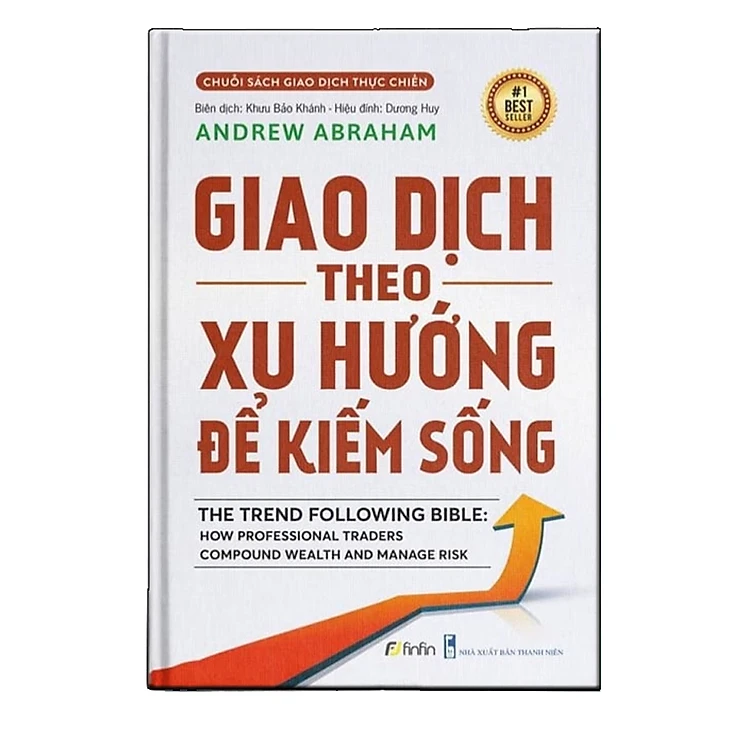 CHUỖI SÁCH GIAO DỊCH THỰC CHIẾN
Biên dịch: Khưu Bảo Khánh - Hiệu đính: Dương Huy
ANDREW ABRAHAM
#1
BEST
SELLER
GIAO DỊCH
THEO
XU HƯỚNG
ĐỂ KIẾM SỐNG
THE TREND FOLLOWING BIBLE:
HOW PROFESSIONAL TRADERS
COMPOUND WEALTH AND MANAGE RISK
finfin
NHÀ XUẤT BẢN THANH NIÊN